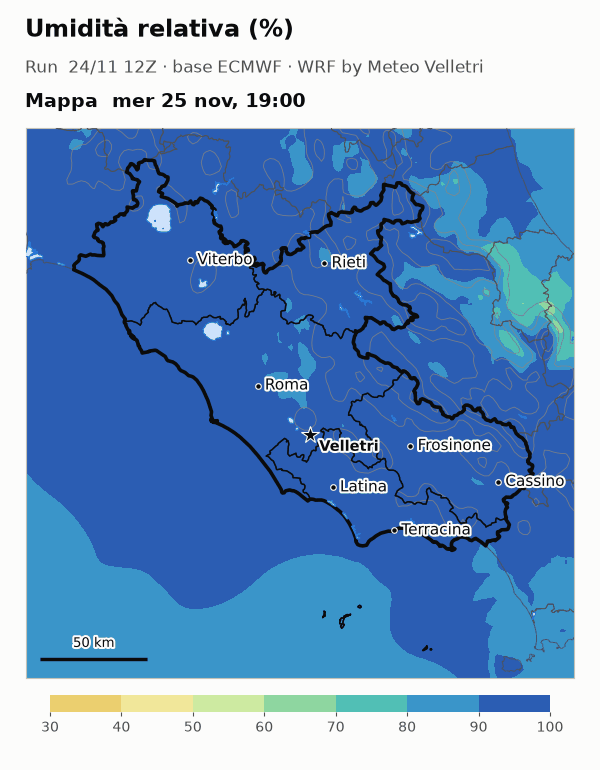 Umidità relativa (%)
Run  24/11 12Z · base ECMWF · WRF by Meteo Velletri
Mappa  mer 25 nov, 19:00
Viterbo
Rieti
Roma
Velletri
Frosinone
Cassino
Latina
Terracina
50 km
30 40 50 60 70 80 90 100